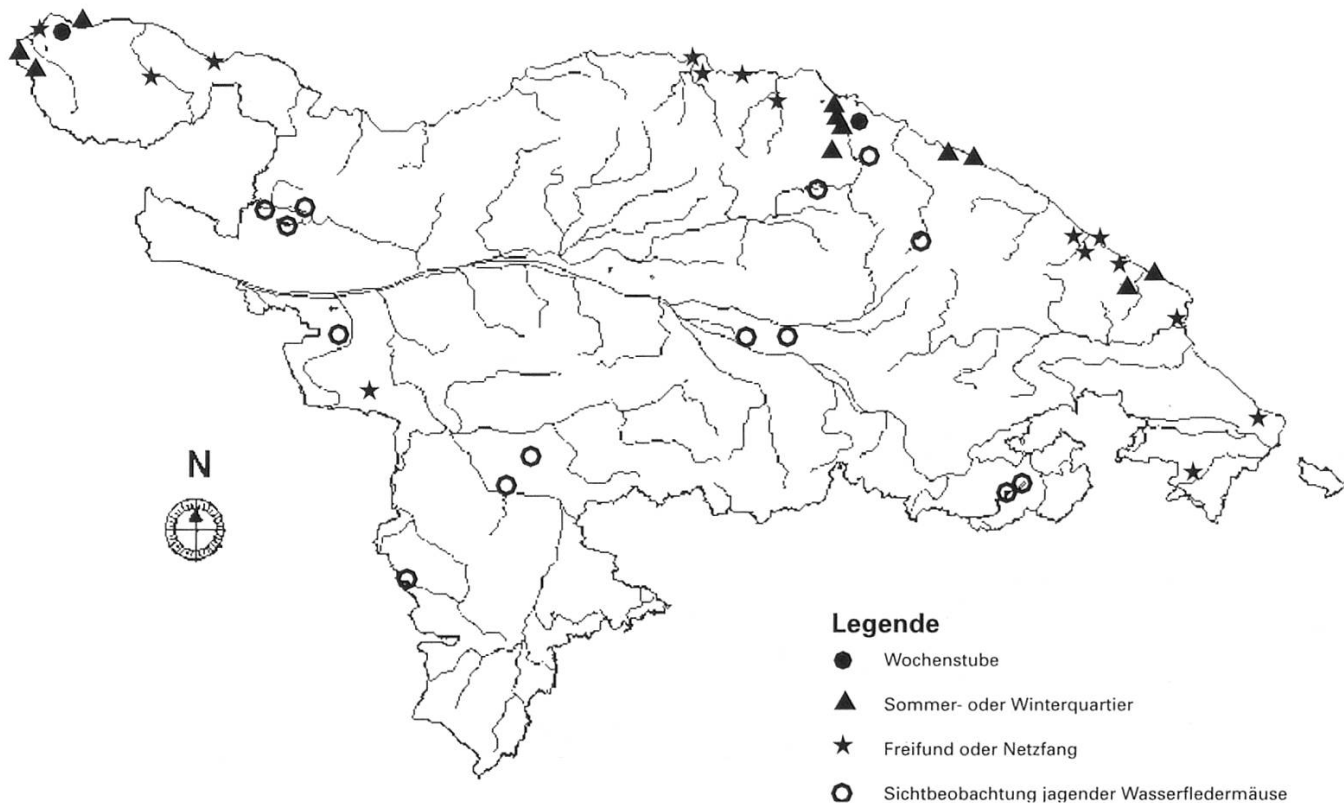 N
Legende
Wochenstube
Sommer- oder Winterquartier
Freifund oder Netzfang
Sichtbeobachtung jagender Wasserfledermäuse